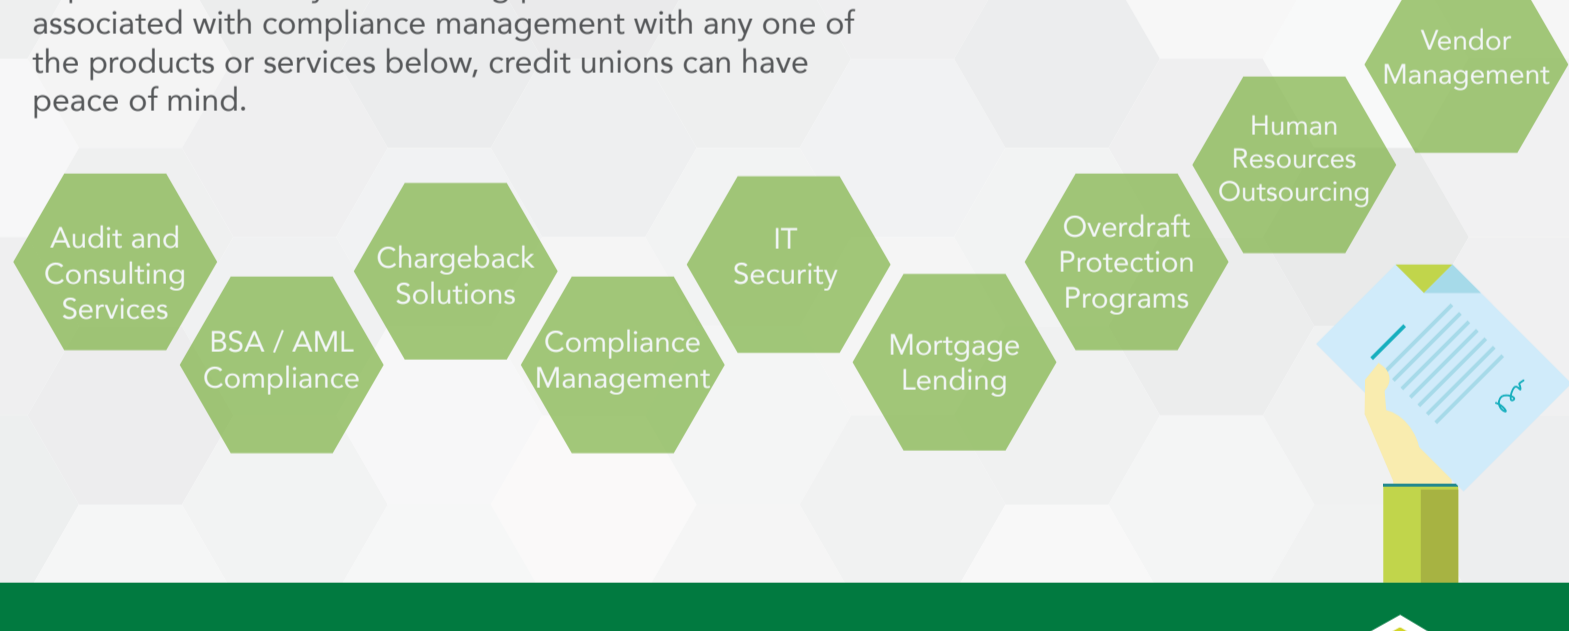 associated with compliance management with any one of
the products or services below, credit unions can have
peace of mind.
Vendor
Management
Human
Resources
Outsourcing
Audit and
Consulting
Services
BSA / AML
Compliance
Chargeback
Solutions
Compliance
Management
IT
Security
Mortgage
Lending
Overdraft
Protection
Programs